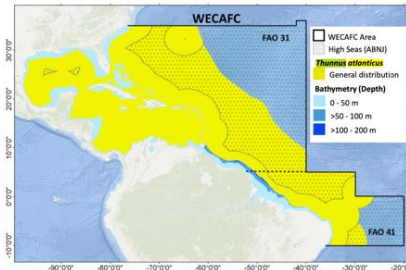 WECAFC
FAO 31
WECAFC Area
High Seas (ABNJ)
Thunnus atlanticus
General distribution
Bathymetry (Depth)
0 - 50 m
>50 - 100 m
>100 - 200 m
FAO 41
30°0'0"
20°0'0"
10°0'0"
0°0'0"
-10°0'0"
-90°0'0"
-80°0'0"
-70°0'0"
-60°0'0"
-50°0'0"
-40°0'0"
-30°0'0"
-20°0'0"